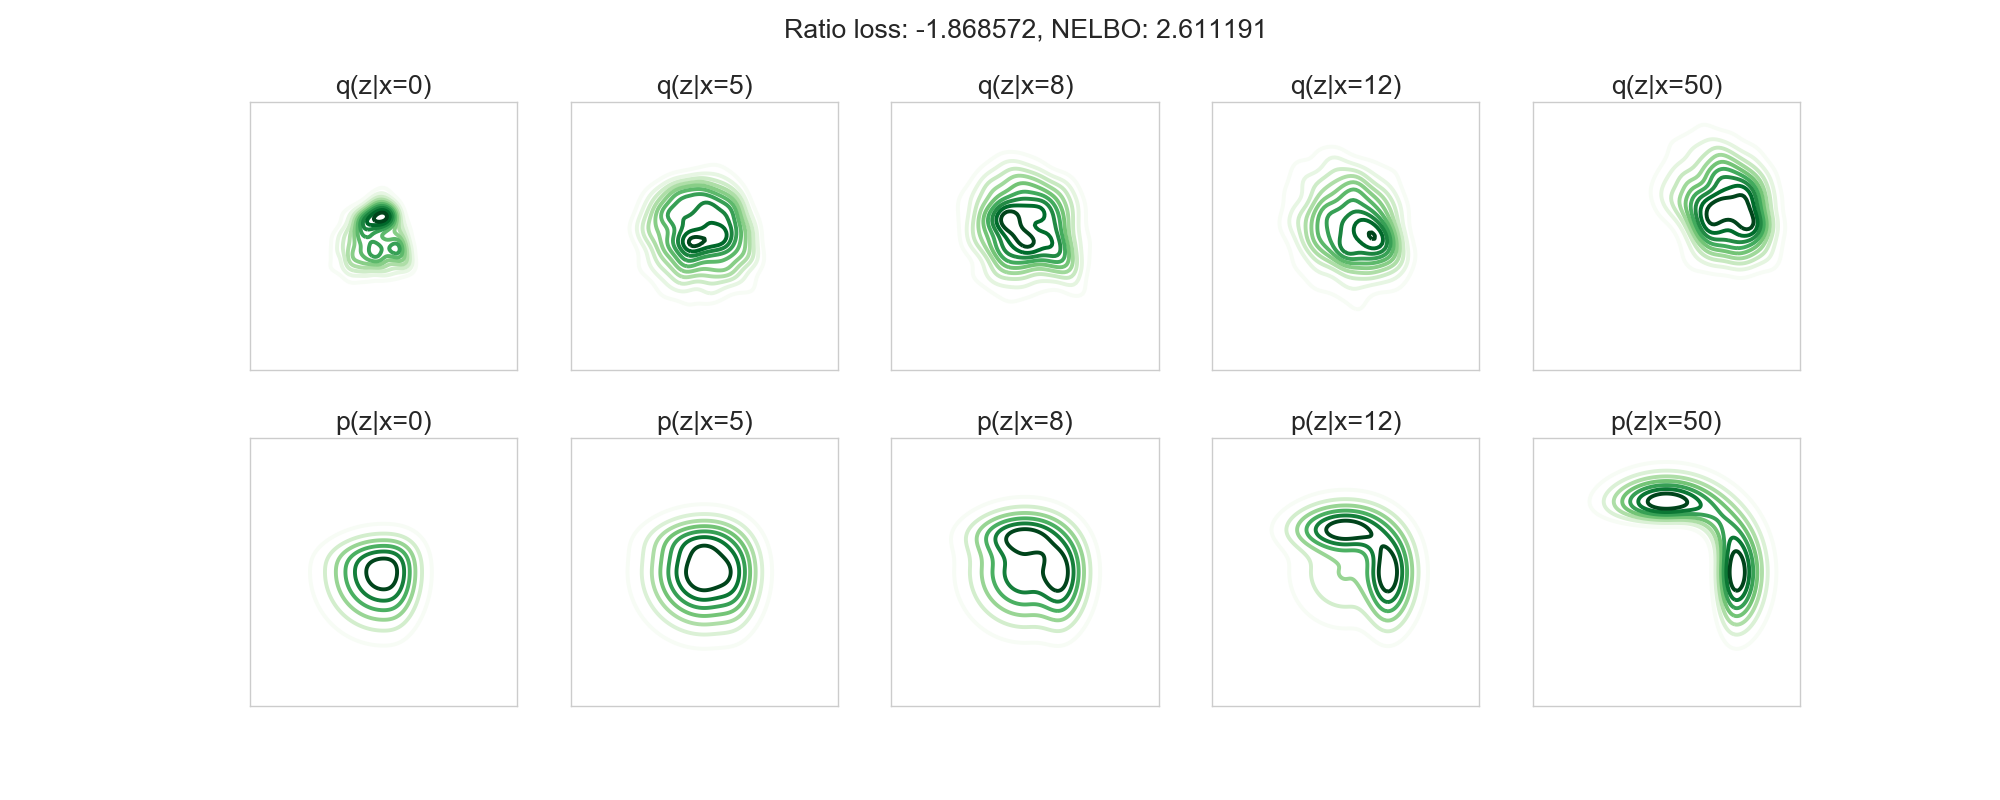 Ratio loss: -1.868572, NELBO: 2.611191
q(z|x=0) q(z|x=5) q(z|x=8) q(z|x=12) q(z|x=50)
p(z|x=0) p(z|x=5) p(z|x=8) p(z|x=12) p(z|x=50)